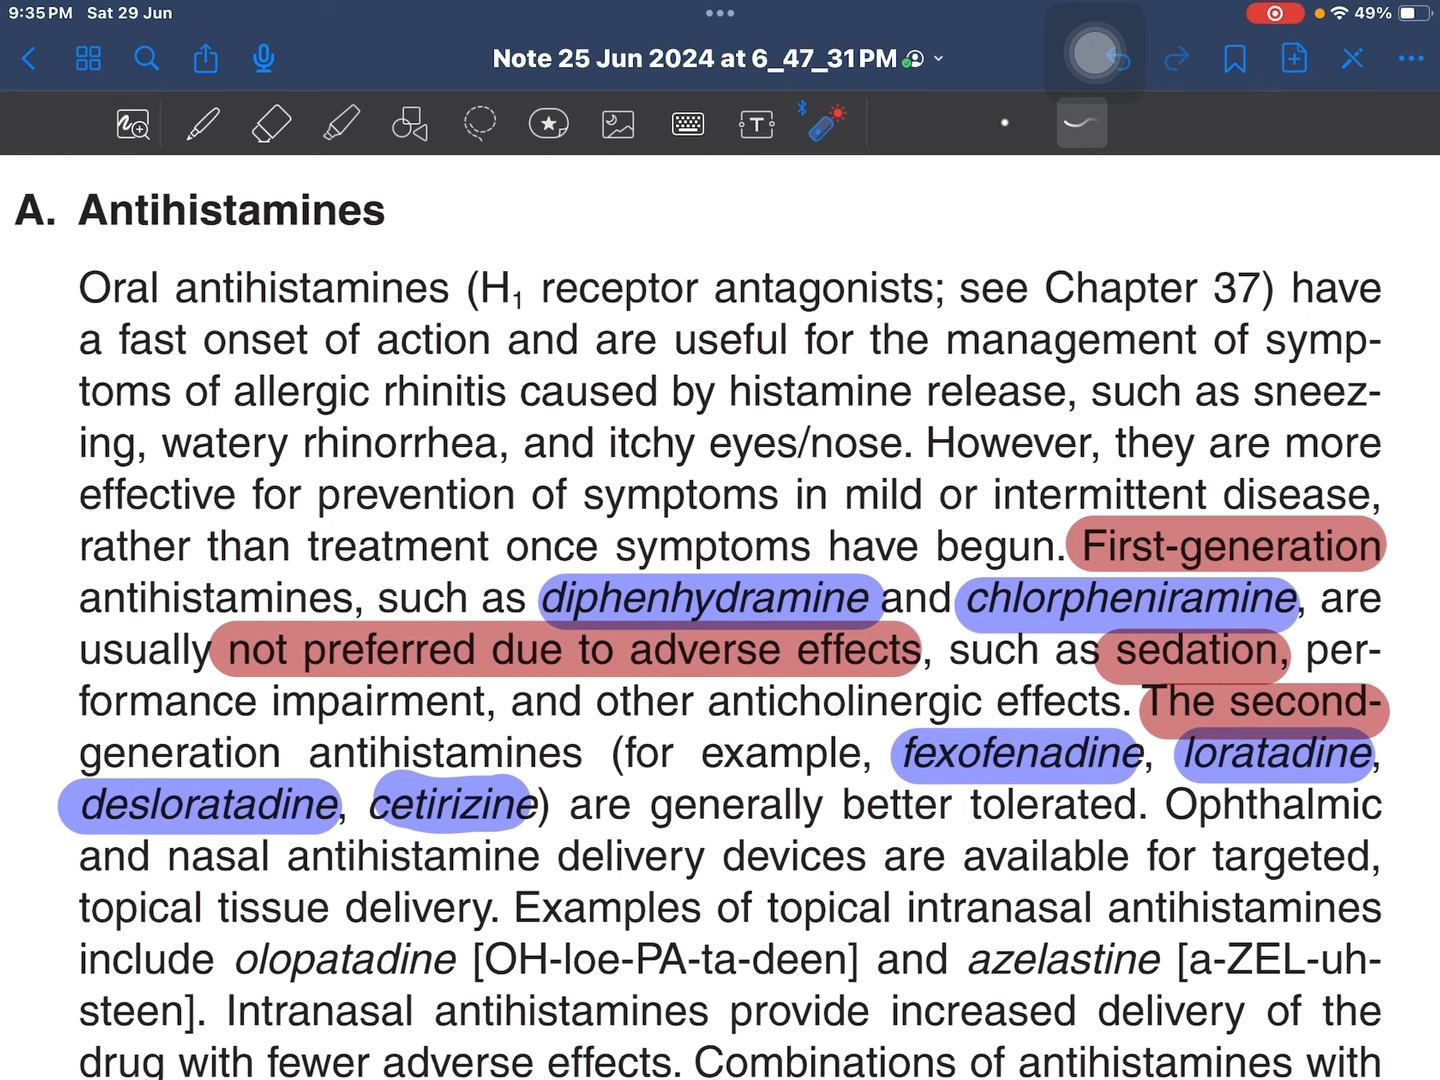 9:35 PM Sat 29 Jun
49%
Note 25 Jun 2024 at 6_47_31 PM
T
A. Antihistamines
Oral antihistamines (H₁ receptor antagonists; see Chapter 37) have
a fast onset of action and are useful for the management of symp-
toms of allergic rhinitis caused by histamine release, such as sneez-
ing, watery rhinorrhea, and itchy eyes/nose. However, they are more
effective for prevention of symptoms in mild or intermittent disease,
rather than treatment once symptoms have begun. First-generation
antihistamines, such as diphenhydramine and chlorpheniramine, are
usually not preferred due to adverse effects, such as sedation, per-
formance impairment, and other anticholinergic effects. The second-
generation antihistamines (for example, fexofenadine, loratadine,
desloratadine, cetirizine) are generally better tolerated. Ophthalmic
and nasal antihistamine delivery devices are available for targeted,
topical tissue delivery. Examples of topical intranasal antihistamines
include olopatadine [OH-loe-PA-ta-deen] and azelastine [a-ZEL-uh-
steen]. Intranasal antihistamines provide increased delivery of the
drug with fewer adverse effects. Combinations of antihistamines with